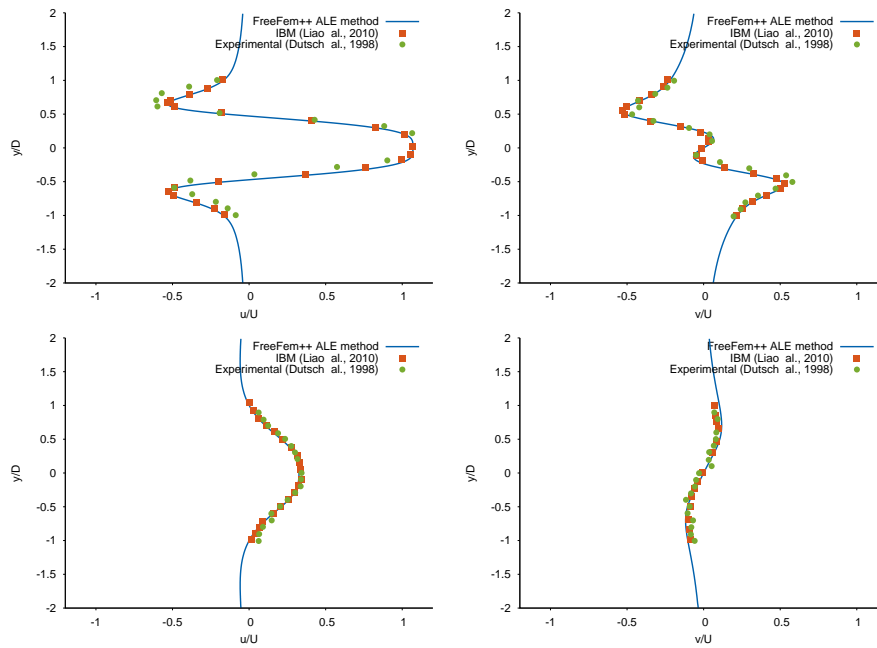 FreeFem++ ALE method
IBM (Liao al., 2010)
Experimental (Dutsch al., 1998)
2
1.5
1
0.5
0
-0.5
-1
-1.5
-2
y/D
-1 -0.5 0 0.5 1
u/U
FreeFem++ ALE method
IBM (Liao al., 2010)
Experimental (Dutsch al., 1998)
2
1.5
1
0.5
0
-0.5
-1
-1.5
-2
y/D
-1 -0.5 0 0.5 1
v/U
FreeFem++ ALE method
IBM (Liao al., 2010)
Experimental (Dutsch al., 1998)
2
1.5
1
0.5
0
-0.5
-1
-1.5
-2
y/D
-1 -0.5 0 0.5 1
u/U
FreeFem++ ALE method
IBM (Liao al., 2010)
Experimental (Dutsch al., 1998)
2
1.5
1
0.5
0
-0.5
-1
-1.5
-2
y/D
-1 -0.5 0 0.5 1
v/U